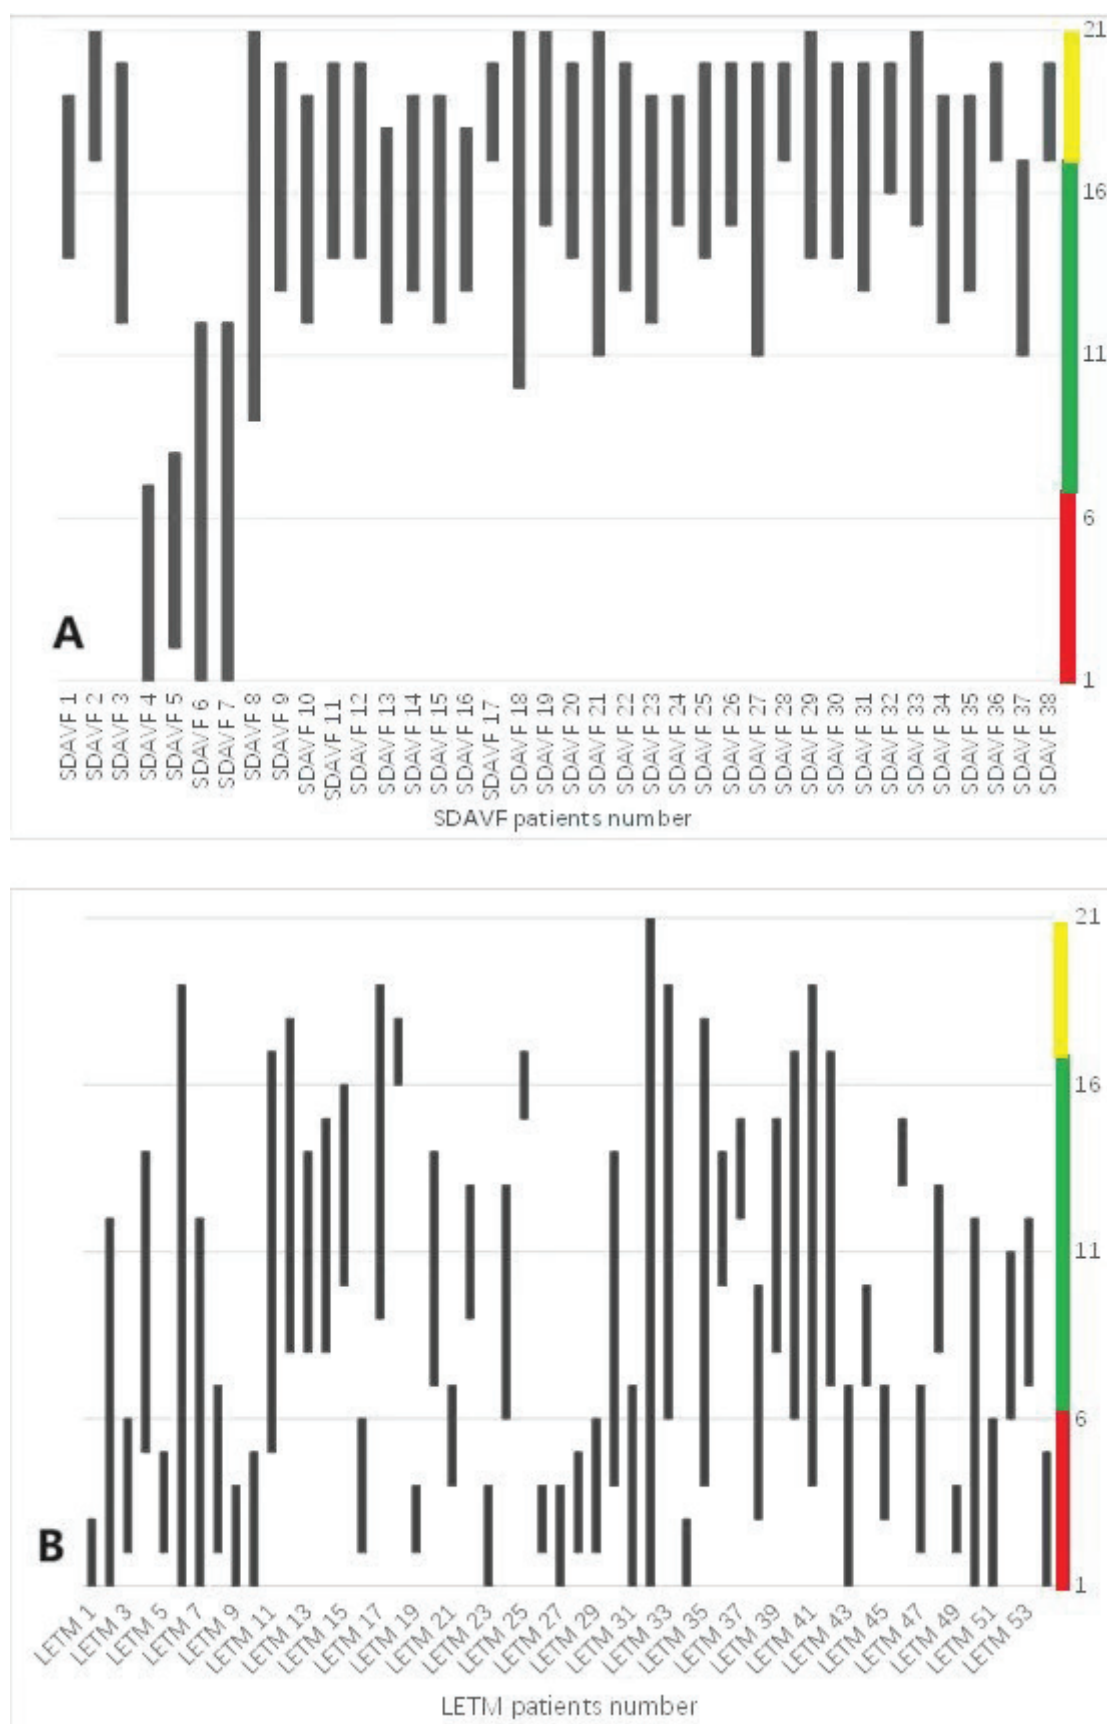 21
16
11
6
1
A
SDAVF 1
SDAVF 2
SDAVF 3
SDAVF 4
SDAVF 5
SDAVF 6
SDAVF 7
SDAVF 8
SDAVF 9
SDAVF 10
SDAVF 11
SDAVF 12
SDAVF 13
SDAVF 14
SDAVF 15
SDAVF 16
SDAVF 17
SDAVF 18
SDAVF 19
SDAVF 20
SDAVF 21
SDAVF 22
SDAVF 23
SDAVF 24
SDAVF 25
SDAVF 26
SDAVF 27
SDAVF 28
SDAVF 29
SDAVF 30
SDAVF 31
SDAVF 32
SDAVF 33
SDAVF 34
SDAVF 35
SDAVF 36
SDAVF 37
SDAVF 38
SDAVF patients number
21
16
11
6
1
B
LETM 1
LETM 3
LETM 5
LETM 7
LETM 9
LETM 11
LETM 13
LETM 15
LETM 17
LETM 19
LETM 21
LETM 23
LETM 25
LETM 27
LETM 29
LETM 31
LETM 33
LETM 35
LETM 37
LETM 39
LETM 41
LETM 43
LETM 45
LETM 47
LETM 49
LETM 51
LETM 53
LETM patients number